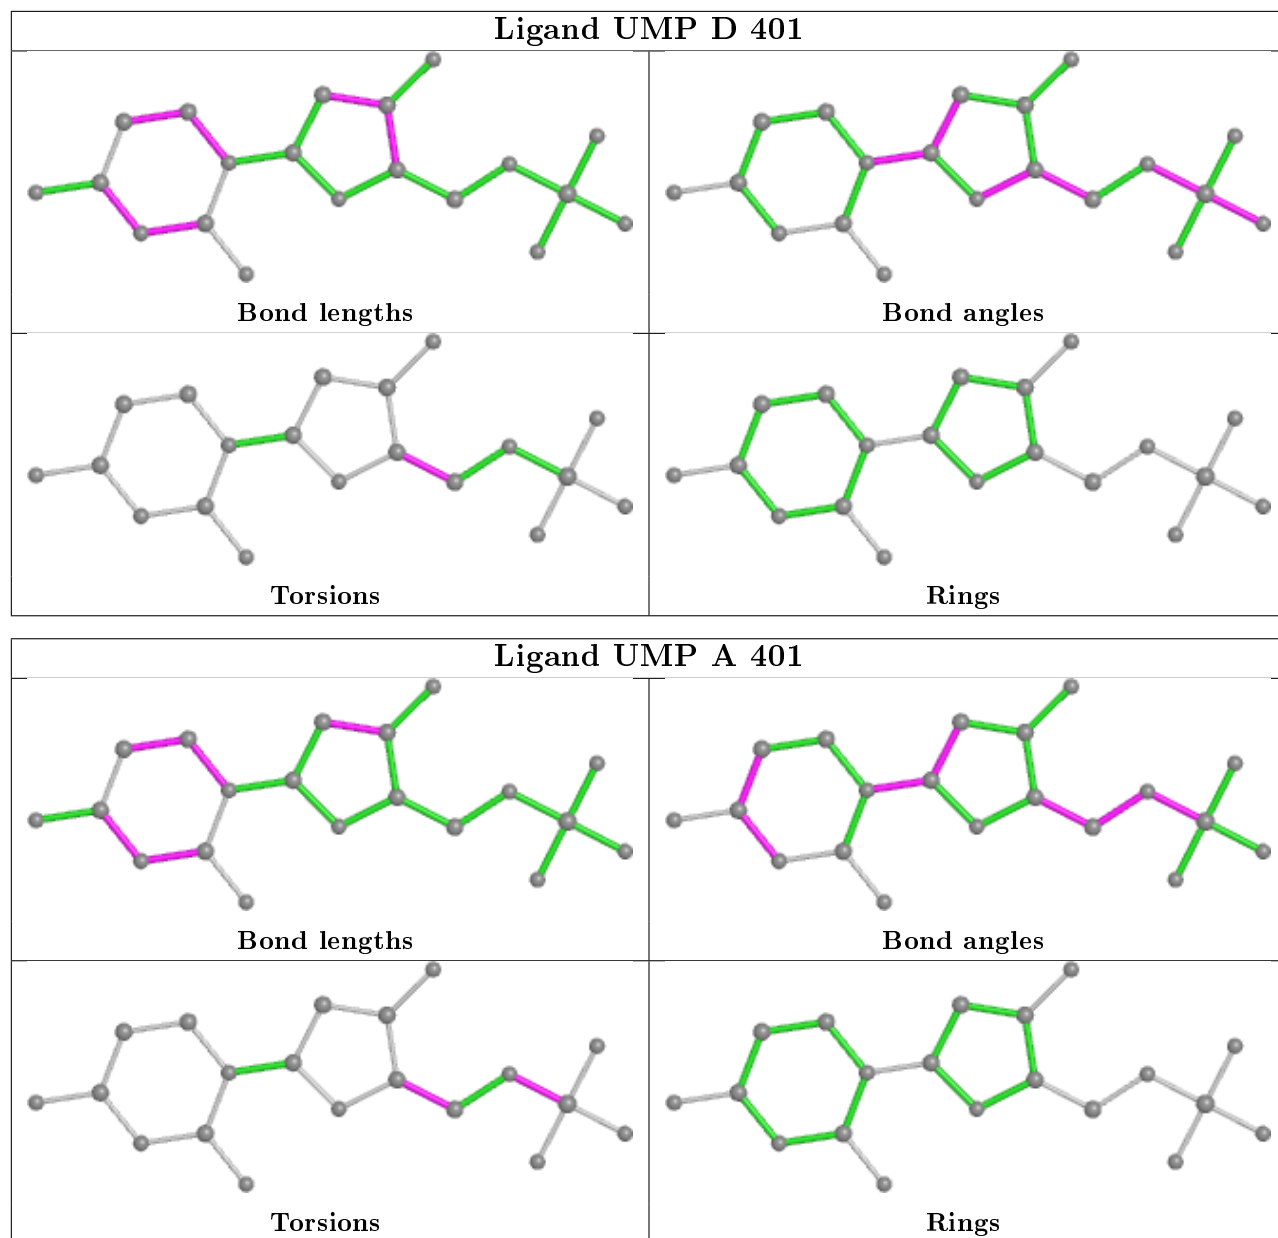 Ligand UMP D 401
Bond lengths
Bond angles
Torsions
Rings
Ligand UMP A 401
Bond lengths
Bond angles
Torsions
Rings